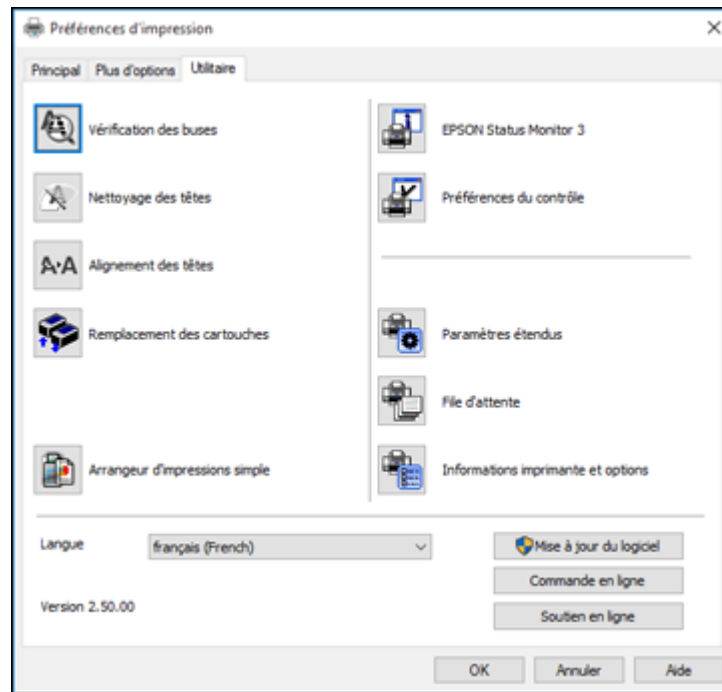 Préférences d'impression
Principal
Plus d'options
Utilitaire
Vérification des buses
Nettoyage des têtes
Alignement des têtes
Remplacement des cartouches
Arrangeur d'impressions simple
EPSON Status Monitor 3
Préférences du contrôle
Paramètres étendus
File d'attente
Informations imprimante et options
Langue
français (French)
Version 2.50.00
Mise à jour du logiciel
Commande en ligne
Soutien en ligne
OK
Annuler
Aide